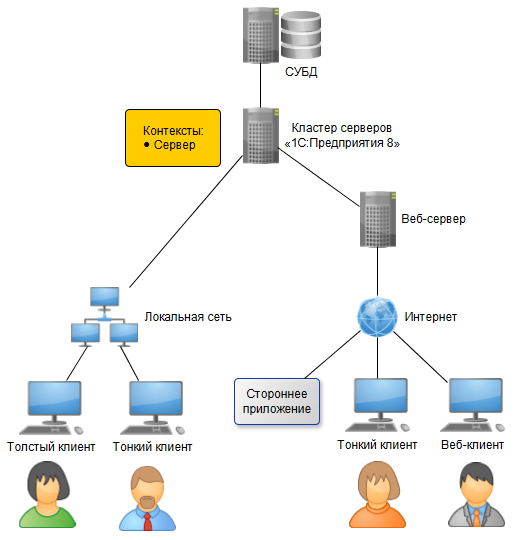 СУБД
Контексты:
• Сервер
Кластер серверов
«1С:Предприятия 8»
Веб-сервер
Локальная сеть
Интернет
Стороннее
приложение
Толстый клиент
Тонкий клиент
Тонкий клиент
Веб-клиент